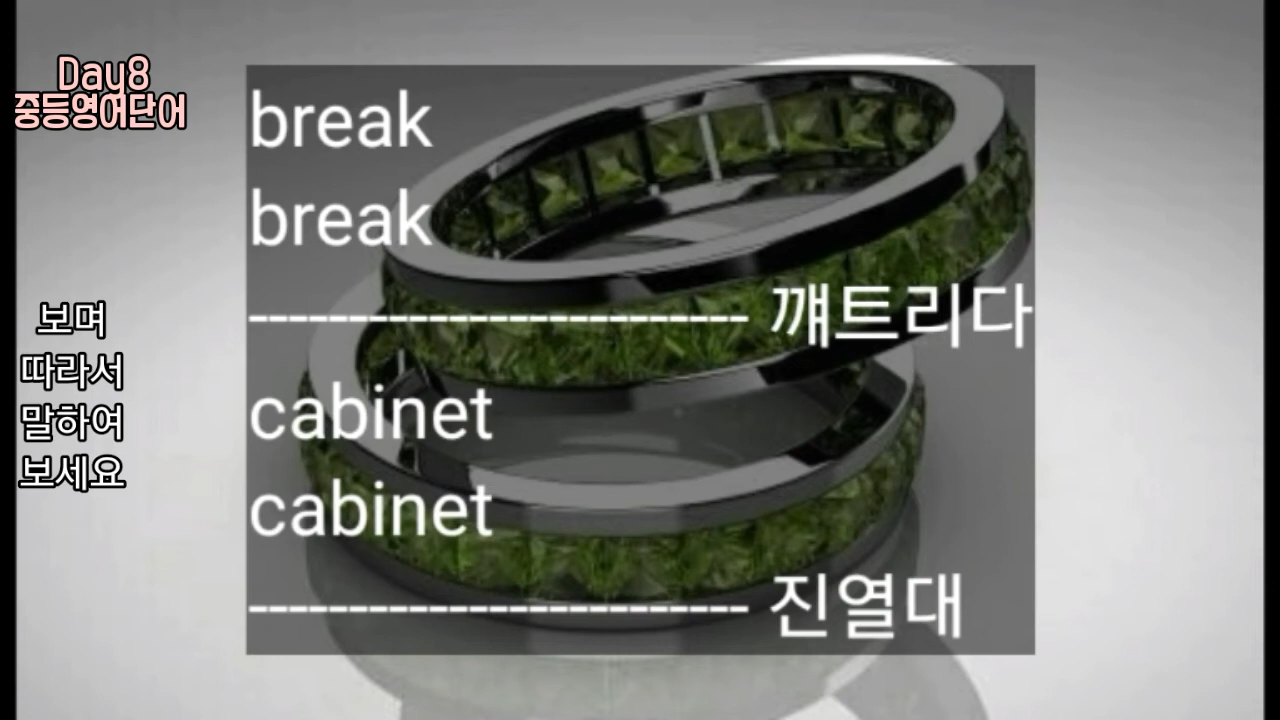 Day8
중등영어단어
보며
따라서
말하여
보세요
break
break
------------------------- 깨트리다
cabinet
cabinet
------------------------- 진열대